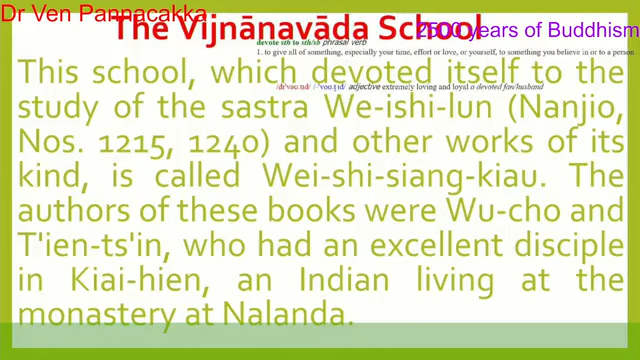 Dr Ven Pannacakka
The Vijnānavāda School
2500 years of Buddhism
devote sth to sth/sb phrasal verb
1. to give all of something, especially your time, effort or love, or yourself, to something you believe in or to a person
/dɪˈvəʊ.tɪd/ /-ˈvoʊ.t̬ɪd/ adjective extremely loving and loyal a devoted fan/husband
This school, which devoted itself to the
study of the sastra We-ishi-lun (Nanjio,
Nos. 1215, 1240) and other works of its
kind, is called Wei-shi-siang-kiau. The
authors of these books were Wu-cho and
T'ien-ts'in, who had an excellent disciple
in Kiai-hien, an Indian living at the
monastery at Nalanda.